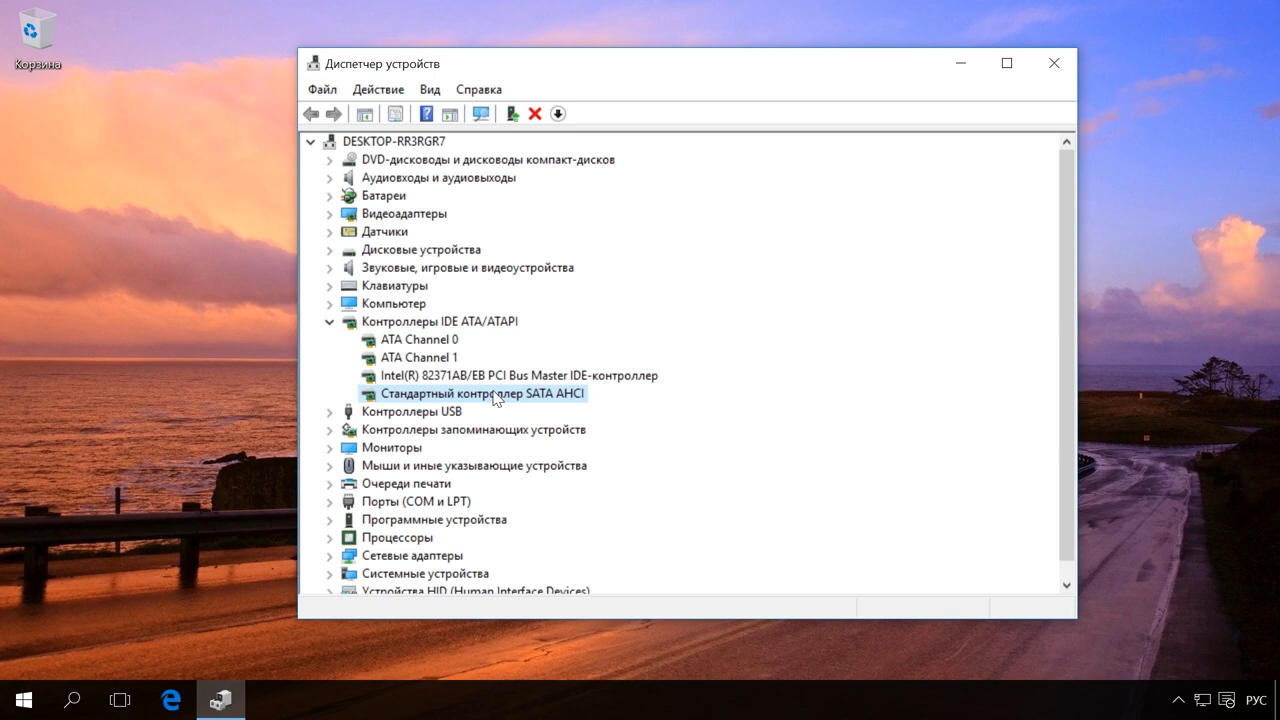 Корзина
Диспетчер устройств
Файл Действие Вид Справка
DESKTOP-RR3RGR7
DVD-дисководы и дисководы компакт-дисков
Аудиовходы и аудиовыходы
Батареи
Видеоадаптеры
Датчики
Дисковые устройства
Звуковые, игровые и видеоустройства
Клавиатуры
Компьютер
Контроллеры IDE ATA/ATAPI
ATA Channel 0
ATA Channel 1
Intel(R) 82371AB/EB PCI Bus Master IDE-контроллер
Стандартный контроллер SATA AHCI
Контроллеры USB
Контроллеры запоминающих устройств
Мониторы
Мыши и иные указывающие устройства
Очереди печати
Порты (COM и LPT)
Программные устройства
Процессоры
Сетевые адаптеры
Системные устройства
Устройства HID (Human Interface Devices)
РУС